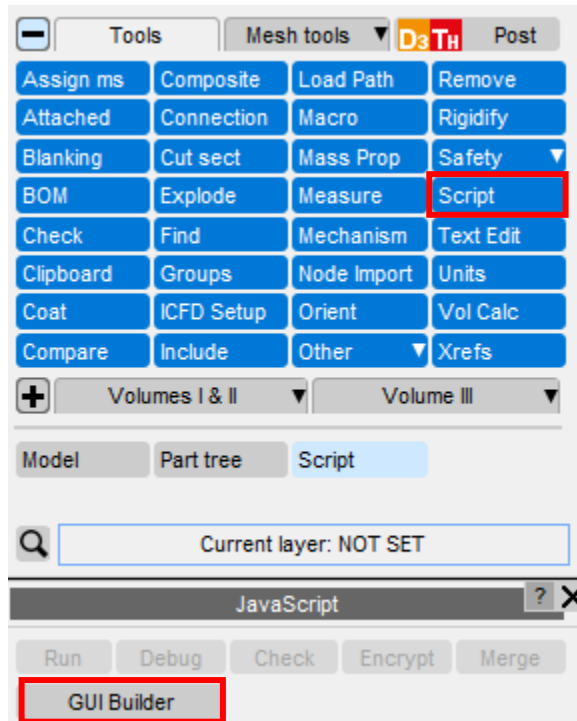 Tools Mesh tools ▼ D3 TH Post
Assign ms Composite Load Path Remove
Attached Connection Macro Rigidify
Blanking Cut sect Mass Prop Safety ▼
BOM Explode Measure Script
Check Find Mechanism Text Edit
Clipboard Groups Node Import Units
Coat ICFD Setup Orient Vol Calc
Compare Include Other ▼ Xrefs
Volumes I & II ▼ Volume III ▼
Model Part tree Script
Current layer: NOT SET
JavaScript ? X
Run Debug Check Encrypt Merge
GUI Builder